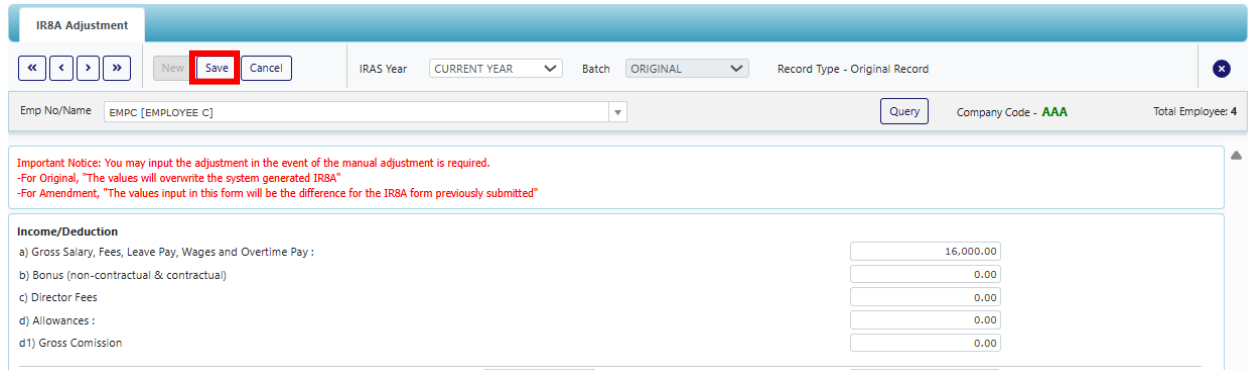 IR8A Adjustment
« ‹ › » New Save Cancel IRAS Year CURRENT YEAR Batch ORIGINAL Record Type - Original Record
Emp No/Name EMPC [EMPLOYEE C] Query Company Code - AAA Total Employee: 4
Important Notice: You may input the adjustment in the event of the manual adjustment is required.
-For Original, "The values will overwrite the system generated IR8A"
-For Amendment, "The values input in this form will be the difference for the IR8A form previously submitted"
Income/Deduction
a) Gross Salary, Fees, Leave Pay, Wages and Overtime Pay : 16,000.00
b) Bonus (non-contractual & contractual) 0.00
c) Director Fees 0.00
d) Allowances : 0.00
d1) Gross Comission 0.00